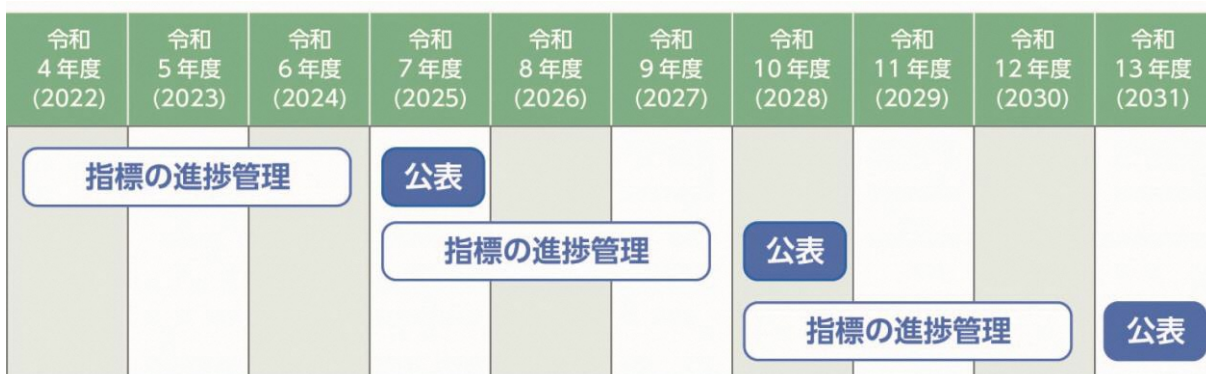 令和
4年度
(2022)
令和
5年度
(2023)
令和
6年度
(2024)
令和
7年度
(2025)
令和
8年度
(2026)
令和
9年度
(2027)
令和
10年度
(2028)
令和
11年度
(2029)
令和
12年度
(2030)
令和
13年度
(2031)
指標の進捗管理
公表
指標の進捗管理
公表
指標の進捗管理
公表